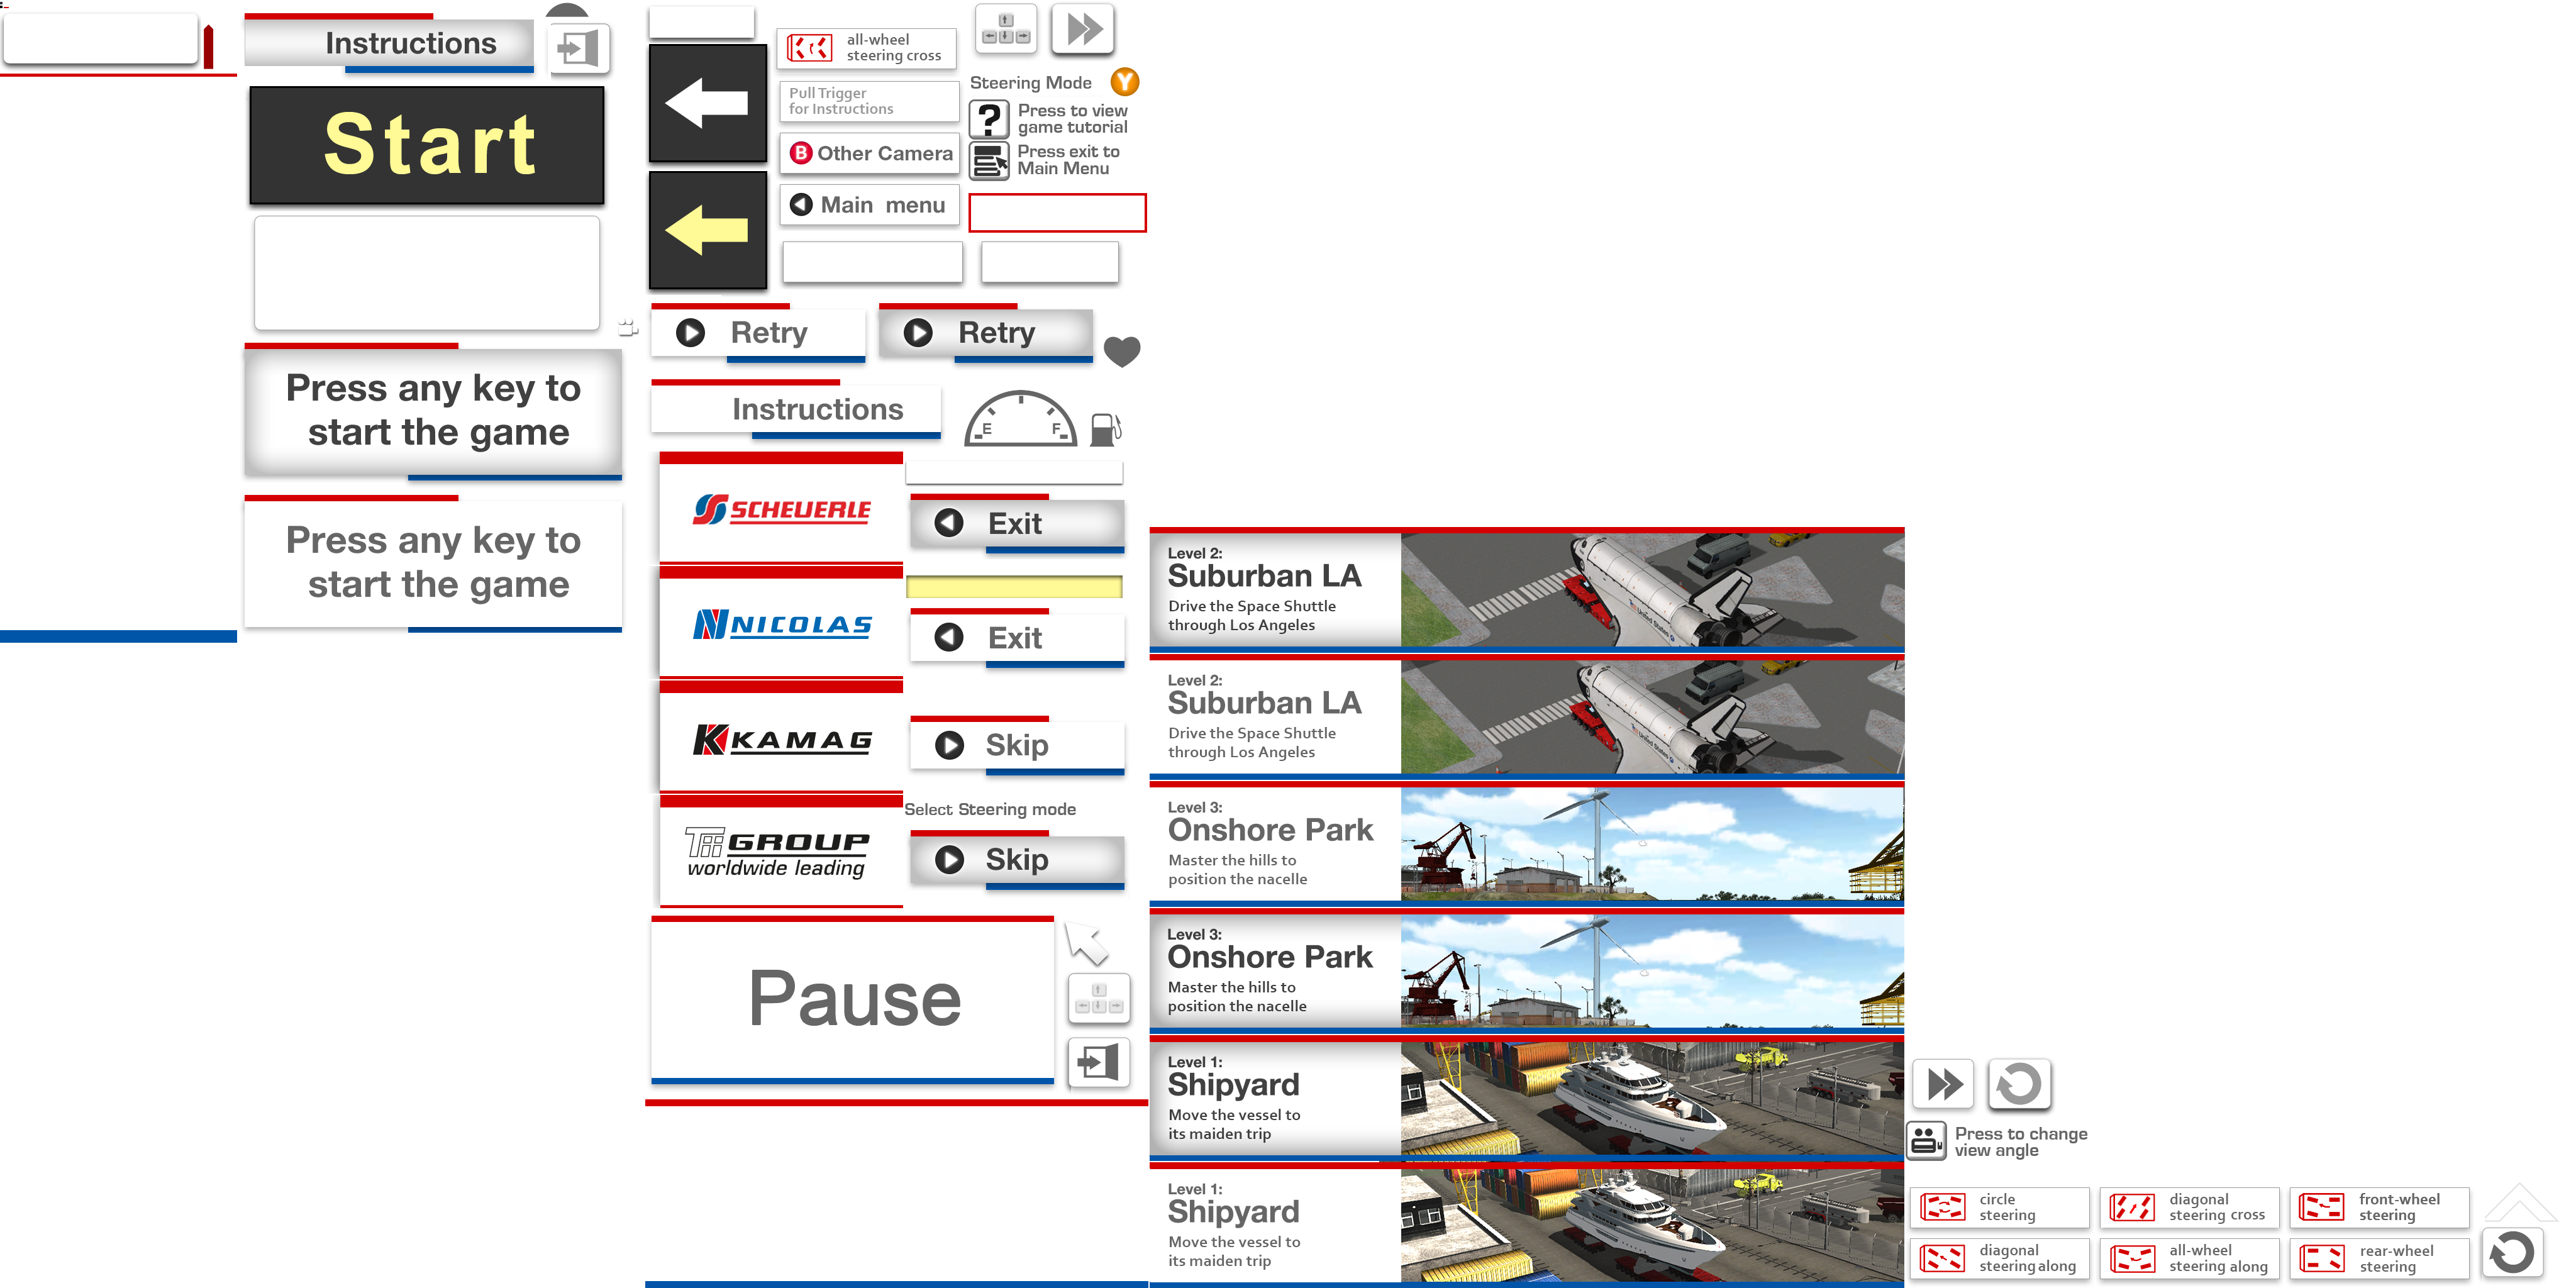 Instructions
Start
Press any key to
start the game
Press any key to
start the game
all-wheel
steering cross
Pull Trigger
for Instructions
B Other Camera
Main menu
Steering Mode Y
?
Press to view
game tutorial
Press exit to
Main Menu
Retry
Retry
Instructions
E F
SCHEUERLE
Exit
NICOLAS
Exit
KAMAG
Skip
Select Steering mode
TII GROUP
worldwide leading
Skip
Pause
Level 2:
Suburban LA
Drive the Space Shuttle
through Los Angeles
United States
Level 2:
Suburban LA
Drive the Space Shuttle
through Los Angeles
United States
Level 3:
Onshore Park
Master the hills to
position the nacelle
Level 3:
Onshore Park
Master the hills to
position the nacelle
Level 1:
Shipyard
Move the vessel to
its maiden trip
Level 1:
Shipyard
Move the vessel to
its maiden trip
Press to change
view angle
circle
steering
diagonal
steering cross
front-wheel
steering
diagonal
steering along
all-wheel
steering along
rear-wheel
steering